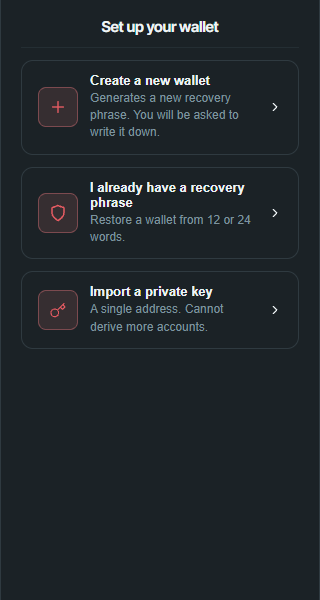 Set up your wallet
Create a new wallet
Generates a new recovery
phrase. You will be asked to
write it down.
I already have a recovery
phrase
Restore a wallet from 12 or 24
words.
Import a private key
A single address. Cannot
derive more accounts.